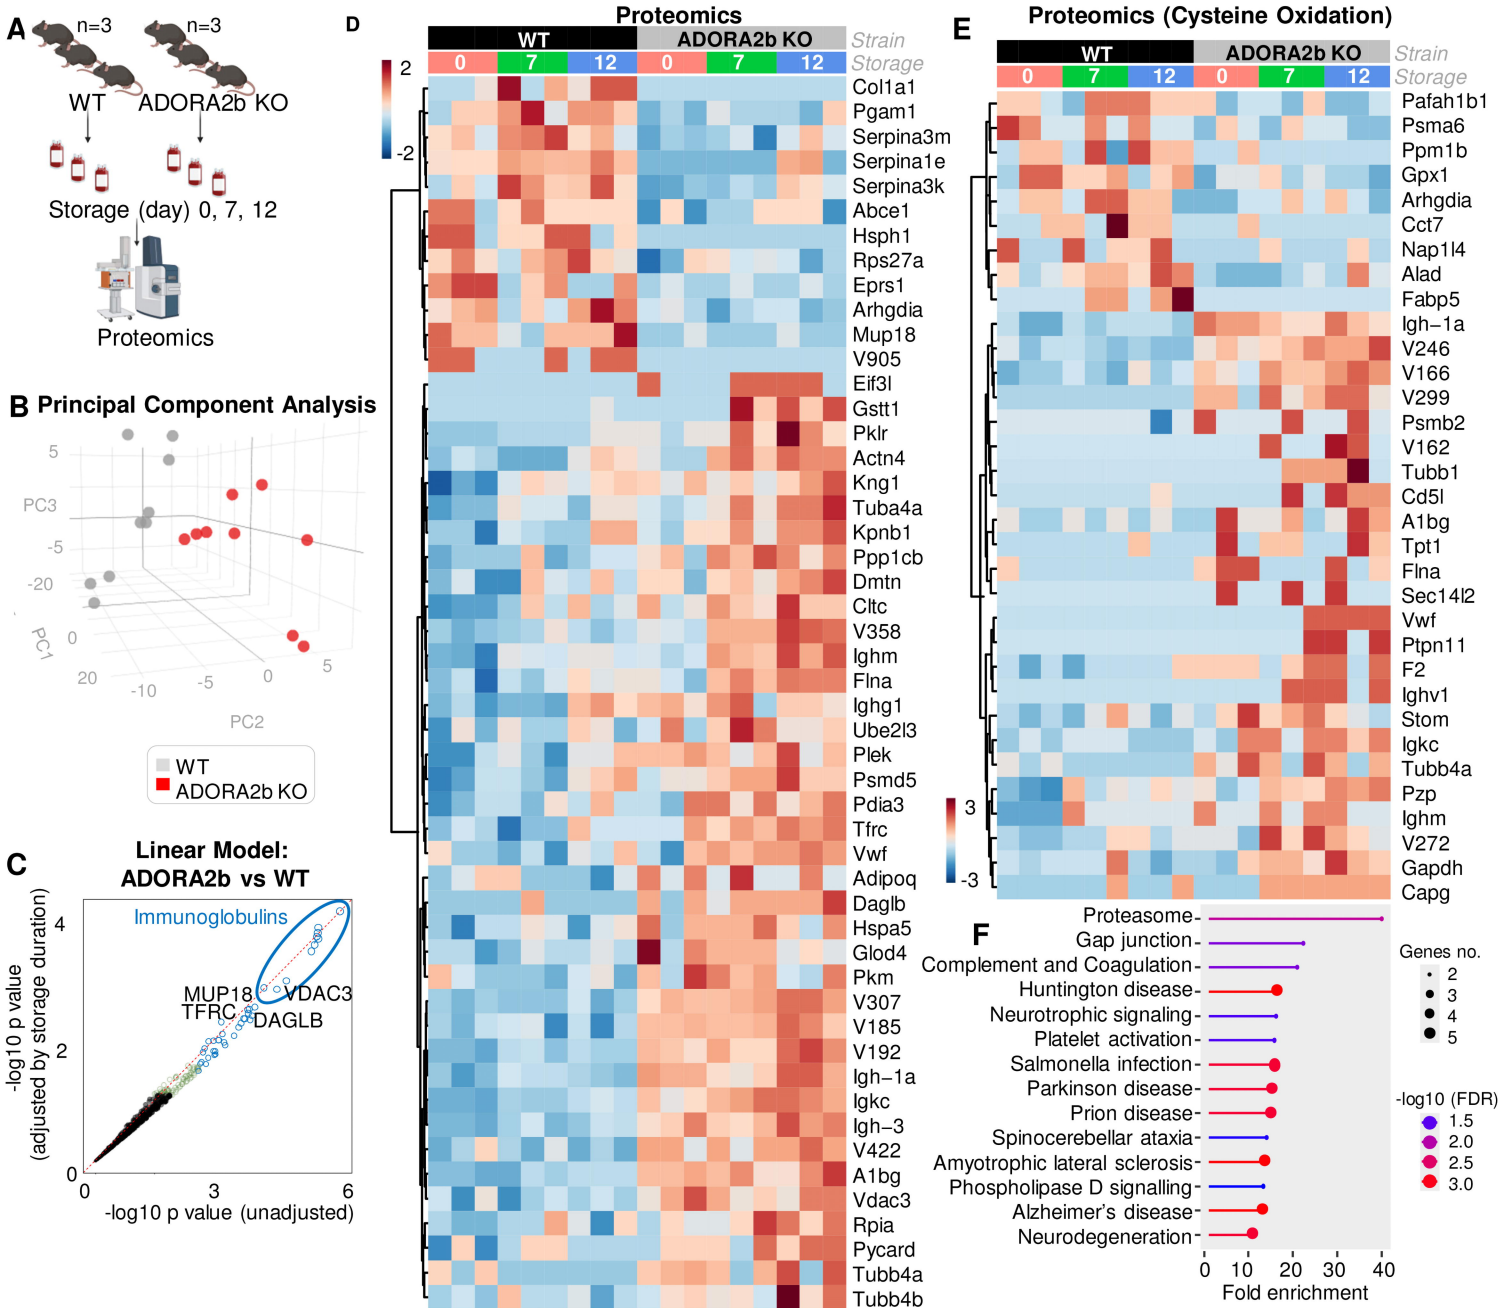 A
n=3
n=3
WT
ADORA2b KO
Storage (day) 0, 7, 12
Proteomics
B
Principal Component Analysis
5
PC3
-5
-20
PC1
0
20
-10
-5
0
5
PC2
WT
ADORA2b KO
C
Linear Model:
ADORA2b vs WT
-log10 p value
(adjusted by storage duration)
4
2
0
Immunoglobulins
MUP18
VDAC3
TFRC
DAGLB
0
3
6
-log10 p value (unadjusted)
D
Proteomics
WT
ADORA2b KO
Strain
0
7
12
0
7
12
Storage
2
-2
Col1a1
Pgam1
Serpina3m
Serpina1e
Serpina3k
Abce1
Hsph1
Rps27a
Eprs1
Arhgdia
Mup18
V905
Eif3l
Gstt1
Pklr
Actn4
Kng1
Tuba4a
Kpnb1
Ppp1cb
Dmtn
Cltc
V358
Ighm
Flna
Ighg1
Ube2l3
Plek
Psmd5
Pdia3
Tfrc
Vwf
Adipoq
Daglb
Hspa5
Glod4
Pkm
V307
V185
V192
Igh−1a
Igkc
Igh−3
V422
A1bg
Vdac3
Rpia
Pycard
Tubb4a
Tubb4b
E
Proteomics (Cysteine Oxidation)
WT
ADORA2b KO
Strain
0
7
12
0
7
12
Storage
Pafah1b1
Psma6
Ppm1b
Gpx1
Arhgdia
Cct7
Nap1l4
Alad
Fabp5
Igh−1a
V246
V166
V299
Psmb2
V162
Tubb1
Cd5l
A1bg
Tpt1
Flna
Sec14l2
Vwf
Ptpn11
F2
Ighv1
Stom
Igkc
Tubb4a
Pzp
Ighm
V272
Gapdh
Capg
3
-3
F
Proteasome
Gap junction
Complement and Coagulation
Huntington disease
Neurotrophic signaling
Platelet activation
Salmonella infection
Parkinson disease
Prion disease
Spinocerebellar ataxia
Amyotrophic lateral sclerosis
Phospholipase D signalling
Alzheimer's disease
Neurodegeneration
0
10
20
30
40
Fold enrichment
Genes no.
2
3
4
5
-log10 (FDR)
1.5
2.0
2.5
3.0